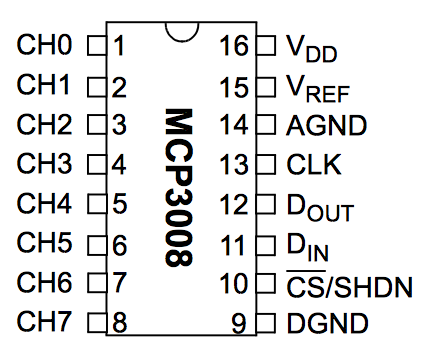 CH0 1 16 VDD
CH1 2 15 VREF
CH2 3 14 AGND
CH3 4 13 CLK
CH4 5 12 DOUT
CH5 6 11 DIN
CH6 7 10 C̅S̅/SHDN
CH7 8 9 DGND
MCP3008